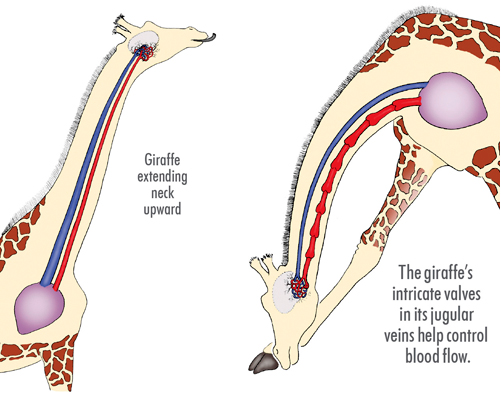 Giraffe
extending
neck
upward
The giraffe's
intricate valves
in its jugular
veins help control
blood flow.